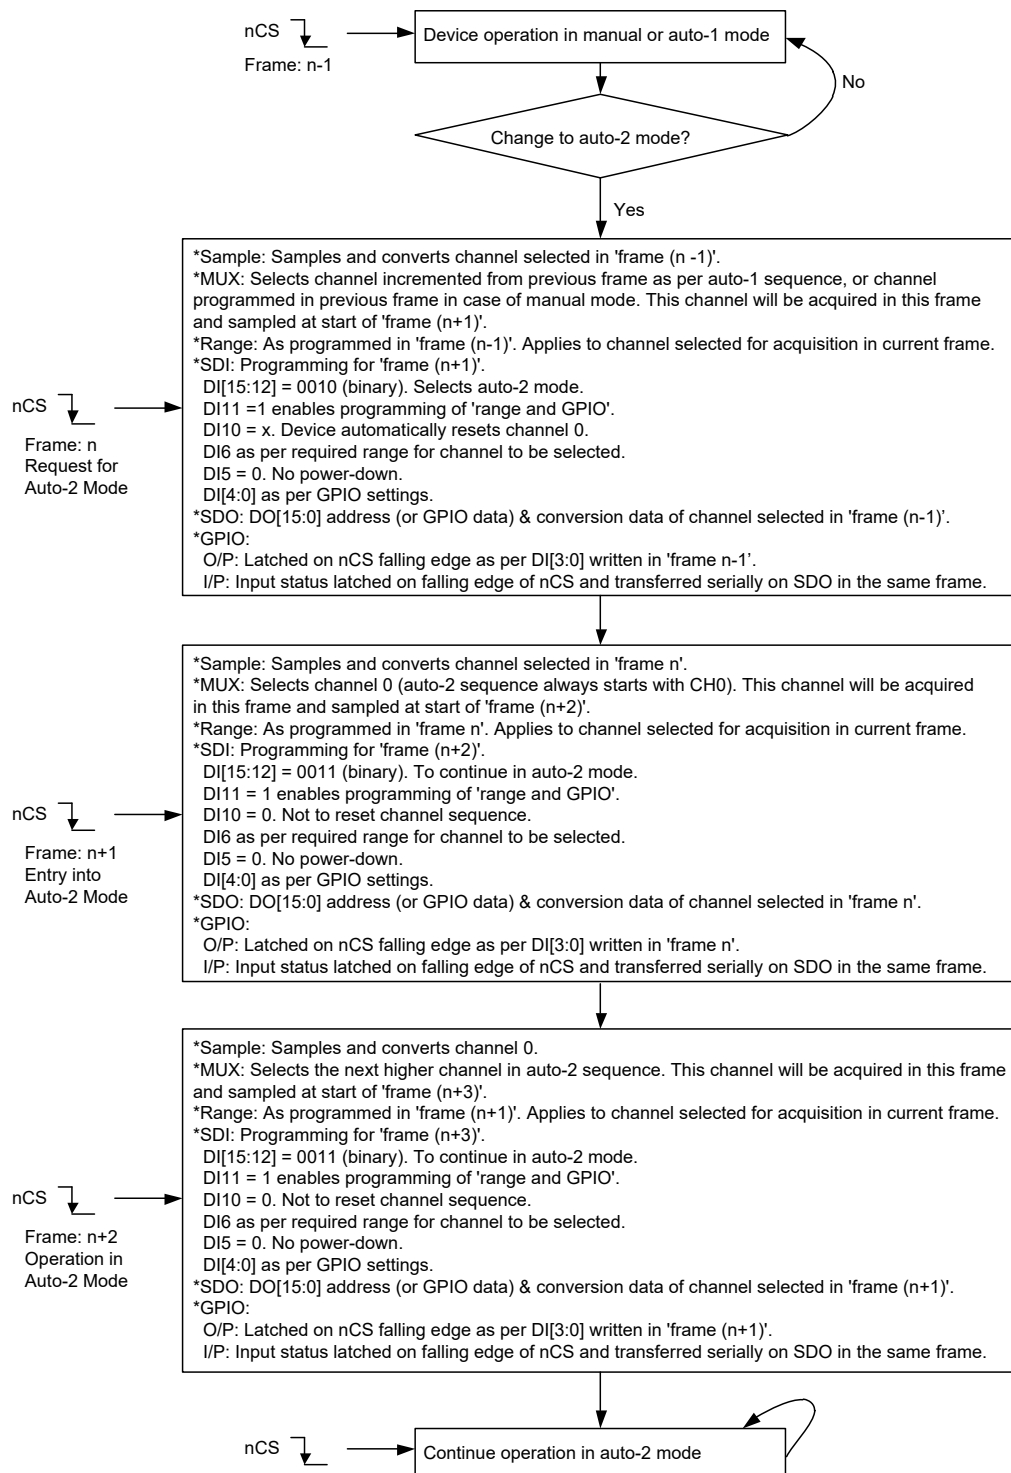 nCS
Device operation in manual or auto-1 mode
Frame: n-1
No
Change to auto-2 mode?
Yes
nCS
Frame: n
Request for
Auto-2 Mode
*Sample: Samples and converts channel selected in 'frame (n -1)'.
*MUX: Selects channel incremented from previous frame as per auto-1 sequence, or channel
programmed in previous frame in case of manual mode. This channel will be acquired in this frame
and sampled at start of 'frame (n+1)'.
*Range: As programmed in 'frame (n-1)'. Applies to channel selected for acquisition in current frame.
*SDI: Programming for 'frame (n+1)'.
DI[15:12] = 0010 (binary). Selects auto-2 mode.
DI11 =1 enables programming of 'range and GPIO'.
DI10 = x. Device automatically resets channel 0.
DI6 as per required range for channel to be selected.
DI5 = 0. No power-down.
DI[4:0] as per GPIO settings.
*SDO: DO[15:0] address (or GPIO data) & conversion data of channel selected in 'frame (n-1)’.
*GPIO:
O/P: Latched on nCS falling edge as per DI[3:0] written in 'frame n-1’.
I/P: Input status latched on falling edge of nCS and transferred serially on SDO in the same frame.
nCS
Frame: n+1
Entry into
Auto-2 Mode
*Sample: Samples and converts channel selected in 'frame n'.
*MUX: Selects channel 0 (auto-2 sequence always starts with CH0). This channel will be acquired
in this frame and sampled at start of 'frame (n+2)'.
*Range: As programmed in 'frame n'. Applies to channel selected for acquisition in current frame.
*SDI: Programming for 'frame (n+2)'.
DI[15:12] = 0011 (binary). To continue in auto-2 mode.
DI11 = 1 enables programming of 'range and GPIO'.
DI10 = 0. Not to reset channel sequence.
DI6 as per required range for channel to be selected.
DI5 = 0. No power-down.
DI[4:0] as per GPIO settings.
*SDO: DO[15:0] address (or GPIO data) & conversion data of channel selected in 'frame n'.
*GPIO:
O/P: Latched on nCS falling edge as per DI[3:0] written in 'frame n'.
I/P: Input status latched on falling edge of nCS and transferred serially on SDO in the same frame.
nCS
Frame: n+2
Operation in
Auto-2 Mode
*Sample: Samples and converts channel 0.
*MUX: Selects the next higher channel in auto-2 sequence. This channel will be acquired in this frame
and sampled at start of 'frame (n+3)'.
*Range: As programmed in 'frame (n+1)'. Applies to channel selected for acquisition in current frame.
*SDI: Programming for 'frame (n+3)'.
DI[15:12] = 0011 (binary). To continue in auto-2 mode.
DI11 = 1 enables programming of 'range and GPIO'.
DI10 = 0. Not to reset channel sequence.
DI6 as per required range for channel to be selected.
DI5 = 0. No power-down.
DI[4:0] as per GPIO settings.
*SDO: DO[15:0] address (or GPIO data) & conversion data of channel selected in 'frame (n+1)'.
*GPIO:
O/P: Latched on nCS falling edge as per DI[3:0] written in 'frame (n+1)'.
I/P: Input status latched on falling edge of nCS and transferred serially on SDO in the same frame.
nCS
Continue operation in auto-2 mode